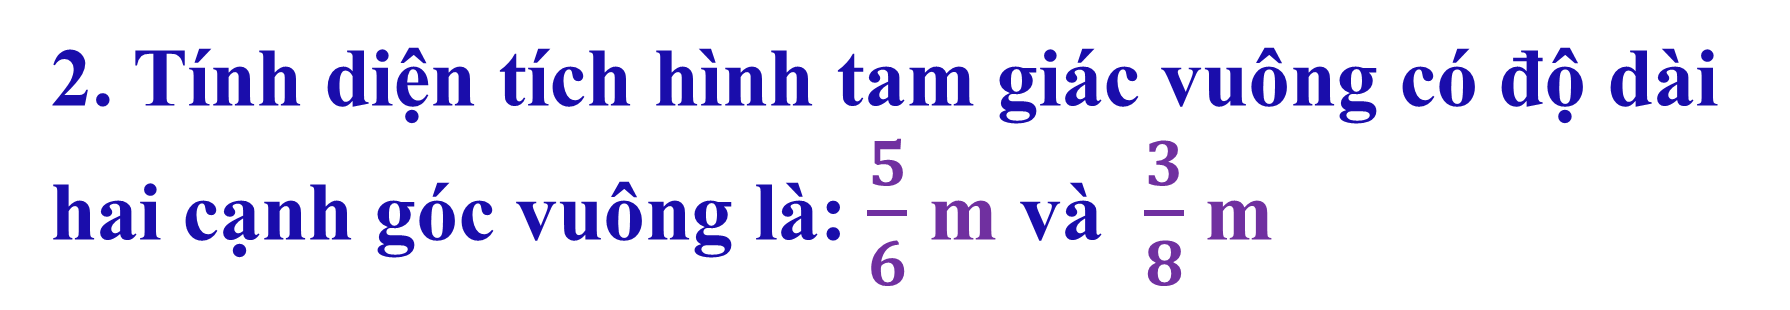 2. Tính diện tích hình tam giác vuông có độ dài
hai cạnh góc vuông là: 5/6 m và 3/8 m